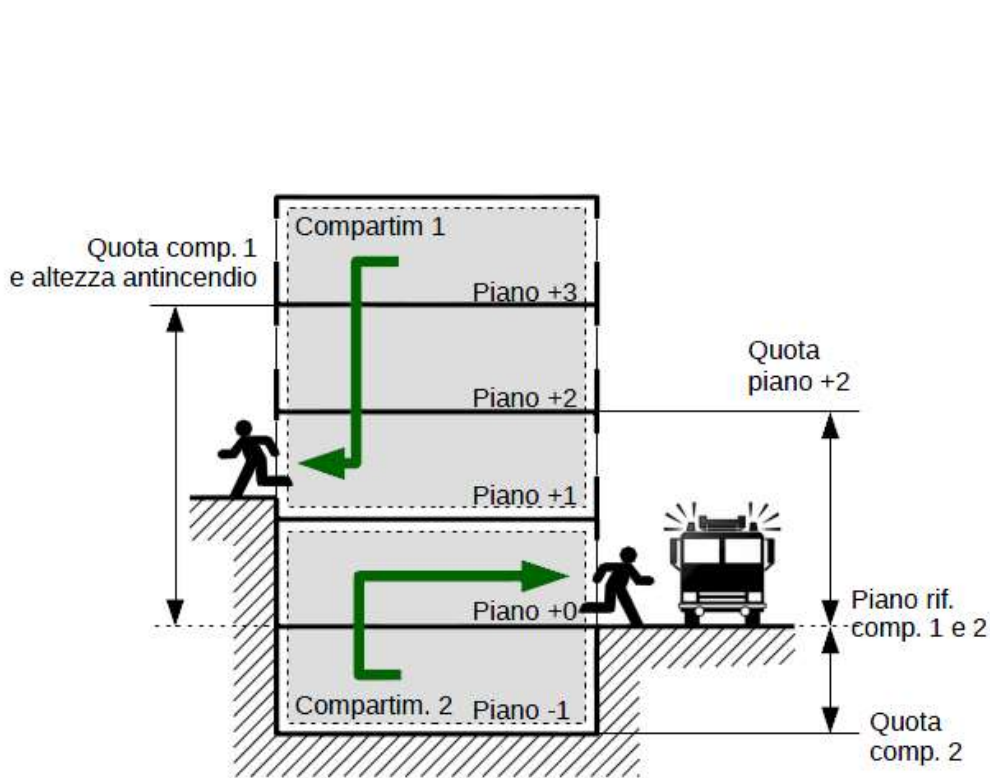 Compartim 1
Quota comp. 1
e altezza antincendio
Piano +3
Quota
piano +2
Piano +2
Piano +1
Piano rif.
comp. 1 e 2
Piano +0
Compartim. 2
Piano -1
Quota
comp. 2